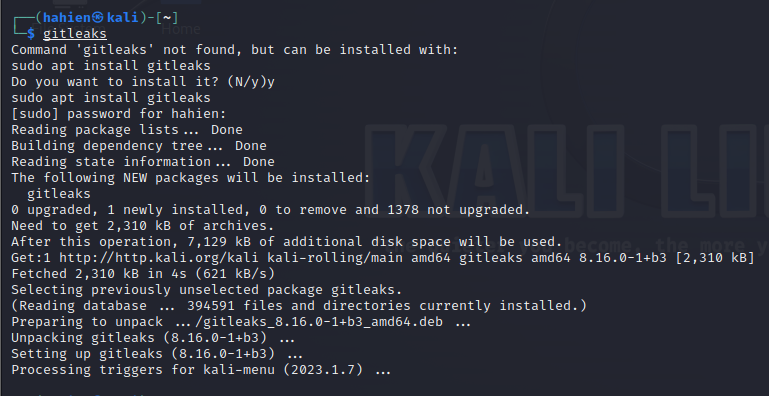 (hahien㉿kali)-[~]
$ gitleaks
Command 'gitleaks' not found, but can be installed with:
sudo apt install gitleaks
Do you want to install it? (N/y)y
sudo apt install gitleaks
[sudo] password for hahien:
Reading package lists... Done
Building dependency tree... Done
Reading state information... Done
The following NEW packages will be installed:
  gitleaks
0 upgraded, 1 newly installed, 0 to remove and 1378 not upgraded.
Need to get 2,310 kB of archives.
After this operation, 7,129 kB of additional disk space will be used.
Get:1 http://http.kali.org/kali kali-rolling/main amd64 gitleaks amd64 8.16.0-1+b3 [2,310 kB]
Fetched 2,310 kB in 4s (621 kB/s)
Selecting previously unselected package gitleaks.
(Reading database ... 394591 files and directories currently installed.)
Preparing to unpack .../gitleaks_8.16.0-1+b3_amd64.deb ...
Unpacking gitleaks (8.16.0-1+b3) ...
Setting up gitleaks (8.16.0-1+b3) ...
Processing triggers for kali-menu (2023.1.7) ...
Home
KALI LI
become, the more y